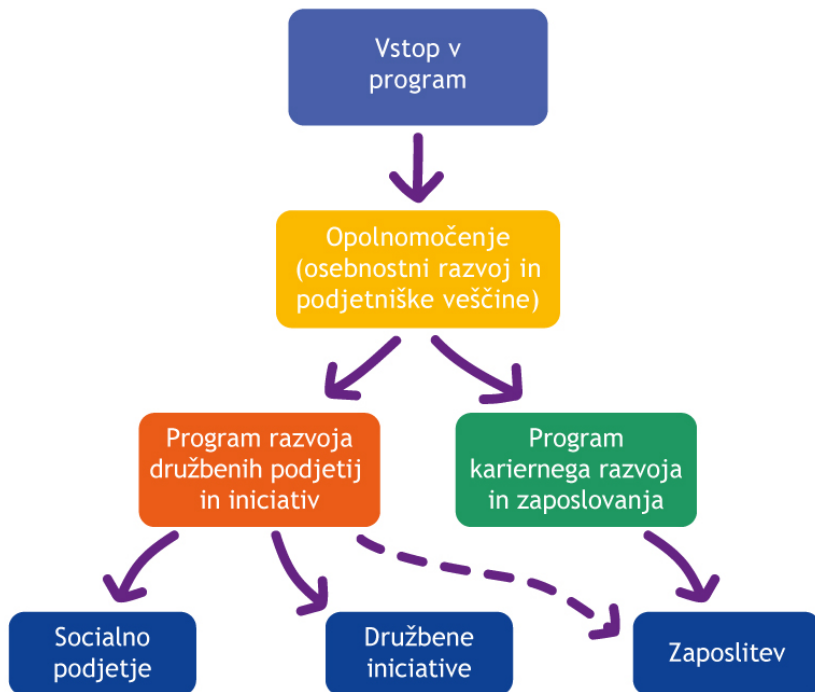 Vstop v
program
Opolnomočenje
(osebnostni razvoj in
podjetniške veščine)
Program razvoja
družbenih podjetij
in iniciativ
Program
kariernega razvoja
in zaposlovanja
Socialno
podjetje
Družbene
iniciative
Zaposlitev